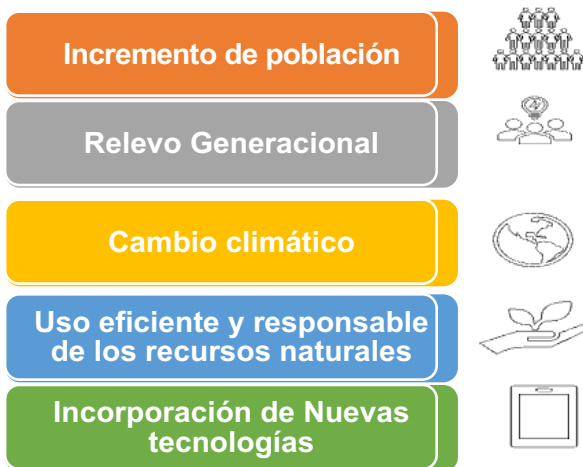 Incremento de población
Relevo Generacional
Cambio climático
Uso eficiente y responsable
de los recursos naturales
Incorporación de Nuevas
tecnologías